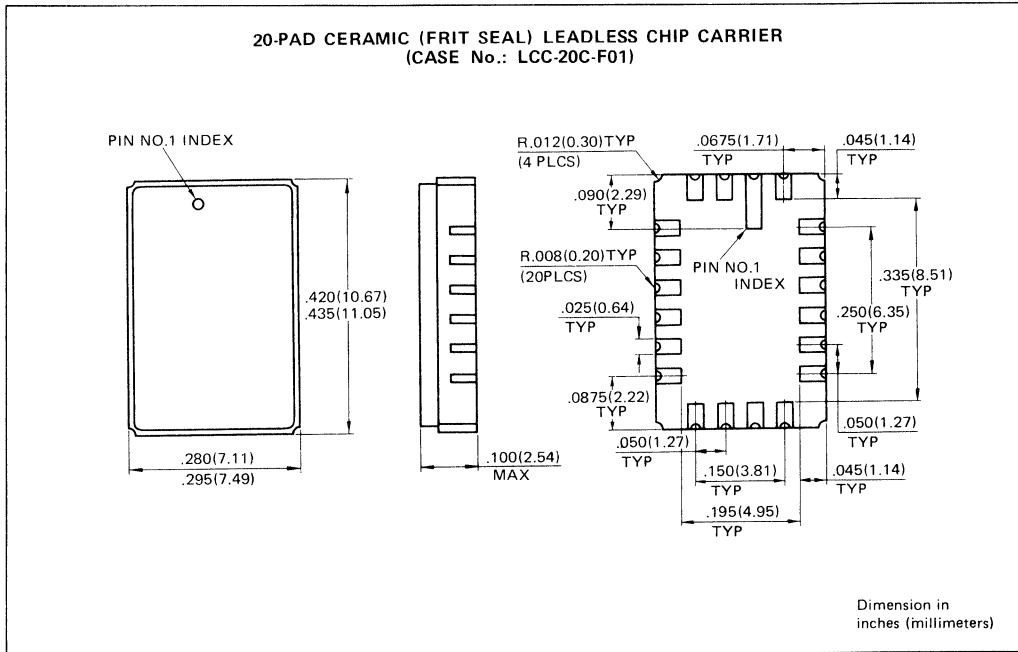 20-PAD CERAMIC (FRIT SEAL) LEADLESS CHIP CARRIER
(CASE No.: LCC-20C-F01)
PIN NO.1 INDEX
.420(10.67)
.435(11.05)
.280(7.11)
.295(7.49)
.100(2.54)
MAX
R.012(0.30)TYP
(4 PLCS)
.0675(1.71)
TYP
.045(1.14)
TYP
.090(2.29)
TYP
R.008(0.20)TYP
(20PLCS)
PIN NO.1
INDEX
.335(8.51)
TYP
.250(6.35)
TYP
.025(0.64)
TYP
.0875(2.22)
TYP
.050(1.27)
TYP
.050(1.27)
TYP
.150(3.81)
TYP
.045(1.14)
TYP
.195(4.95)
TYP
Dimension in
inches (millimeters)